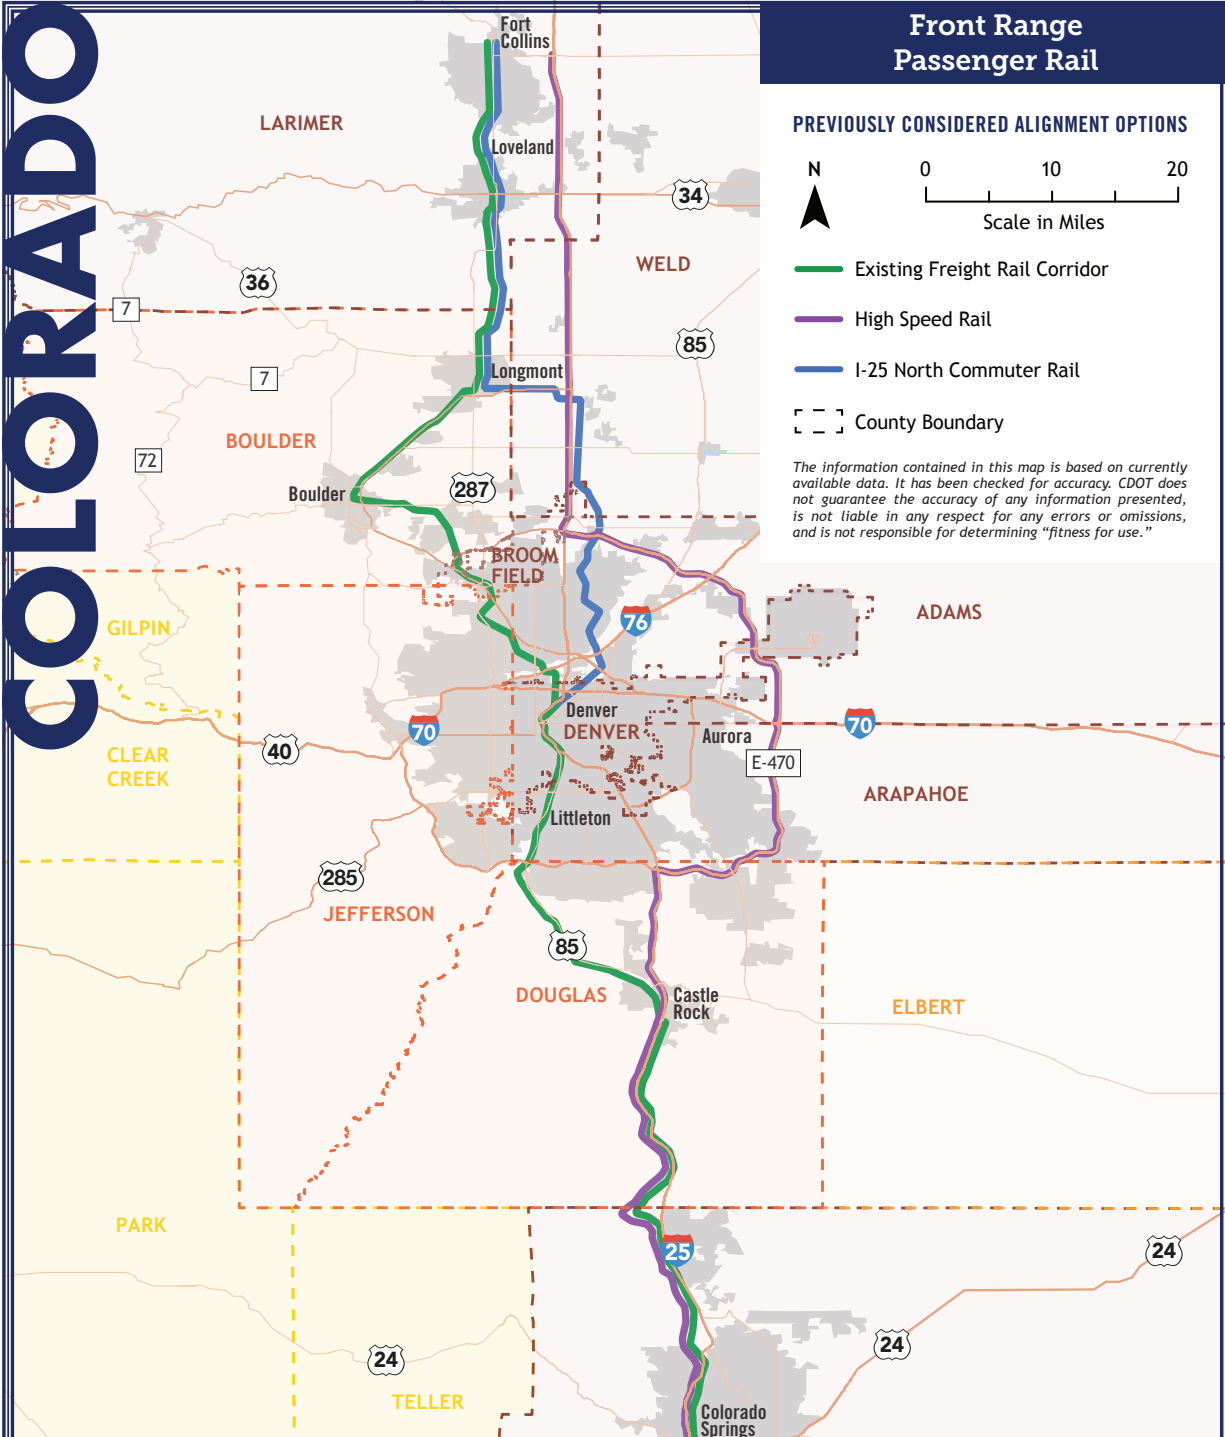 COLORADO
Front Range
Passenger Rail
PREVIOUSLY CONSIDERED ALIGNMENT OPTIONS
N
0 10 20
Scale in Miles
Existing Freight Rail Corridor
High Speed Rail
I-25 North Commuter Rail
County Boundary
The information contained in this map is based on currently
available data. It has been checked for accuracy. CDOT does
not guarantee the accuracy of any information presented,
is not liable in any respect for any errors or omissions,
and is not responsible for determining “fitness for use.”
Fort
Collins
LARIMER
Loveland
34
WELD
36
7
85
7
Longmont
BOULDER
72
287
Boulder
BROOM
FIELD
76
ADAMS
GILPIN
Denver
DENVER
70
Aurora
70
40
CLEAR
CREEK
E-470
ARAPAHOE
Littleton
285
JEFFERSON
85
DOUGLAS
Castle
Rock
ELBERT
PARK
25
24
24
24
TELLER
Colorado
Springs